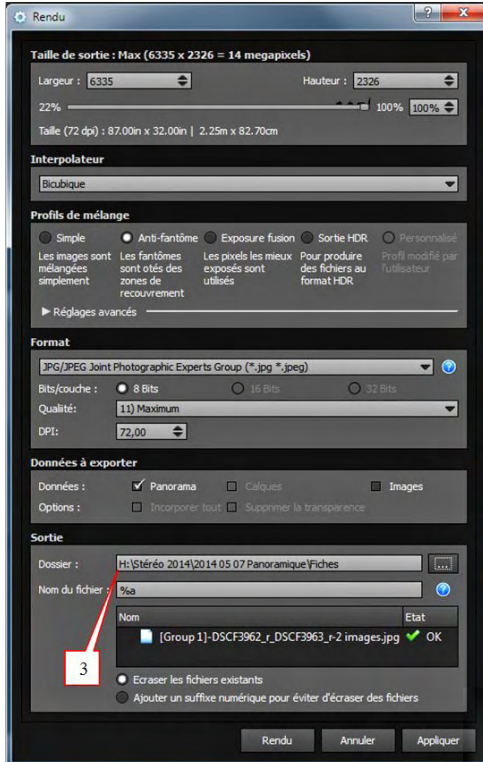 Rendu
Taille de sortie : Max (6335 x 2326 = 14 megapixels)
Largeur : 6335 Hauteur : 2326
22% 100% 100%
Taille (72 dpi) : 87.00in x 32.00in | 2.25m x 82.70cm
Interpolateur
Bicubique
Profils de mélange
Simple Anti-fantôme Exposure fusion Sortie HDR Personnalisé
Les images sont Les fantômes Les pixels les mieux Pour produire Profil modifié par
mélangées sont otés des exposés sont des fichiers au l'utilisateur
simplement zones de utilisés format HDR
recouvrement
Réglages avancés
Format
JPG/JPEG Joint Photographic Experts Group (*.jpg *.jpeg)
Bits/couche : 8 Bits 16 Bits 32 Bits
Qualité: 11) Maximum
DPI: 72,00
Données à exporter
Données : Panorama Calques Images
Options : Incorporer tout Supprimer la transparence
Sortie
Dossier : H:\Stéréo 2014\2014 05 07 Panoramique\Fiches ...
Nom du fichier : %a
Nom Etat
[Group 1]-DSCF3962_r_DSCF3963_r-2 images.jpg OK
3
Ecraser les fichiers existants
Ajouter un suffixe numérique pour éviter d'écraser des fichiers
Rendu Annuler Appliquer